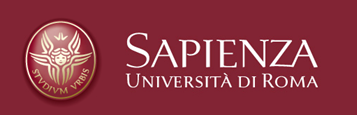 STVDIVM VRBIS
SAPIENZA
UNIVERSITÀ DI ROMA